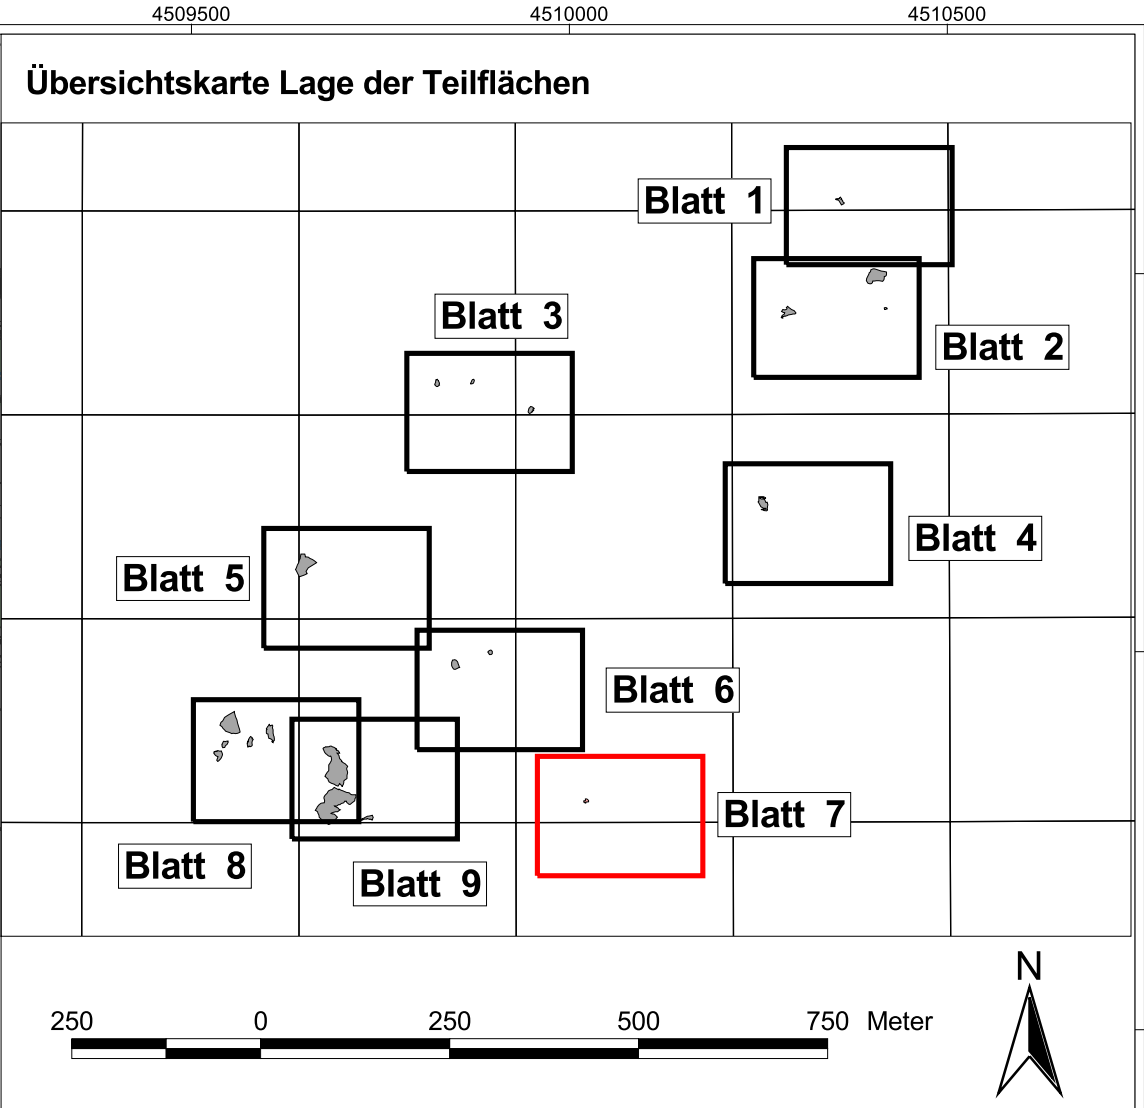 4509500 4510000 4510500
Übersichtskarte Lage der Teilflächen
Blatt 1
Blatt 3
Blatt 2
Blatt 4
Blatt 5
Blatt 6
Blatt 7
Blatt 8
Blatt 9
N
250 0 250 500 750 Meter